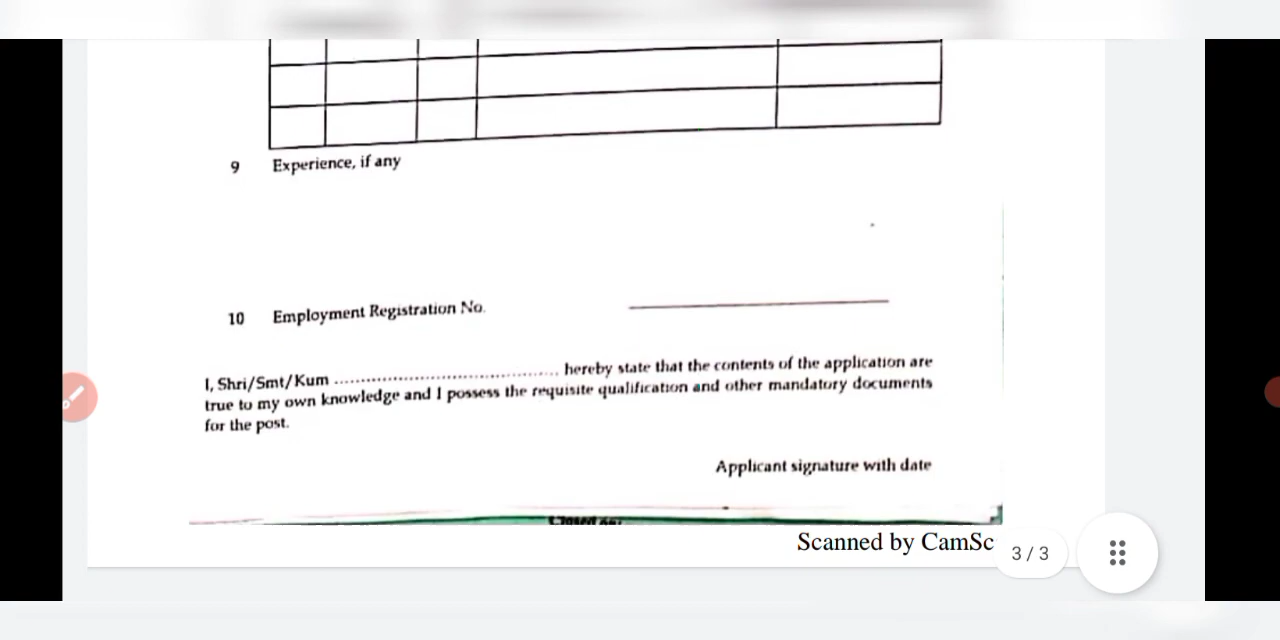 9 Experience, if any
10 Employment Registration No.
I, Shri/Smt/Kum ........................................ hereby state that the contents of the application are
true to my own knowledge and I possess the requisite qualification and other mandatory documents
for the post.
Applicant signature with date
Scanned by CamSc
3 / 3